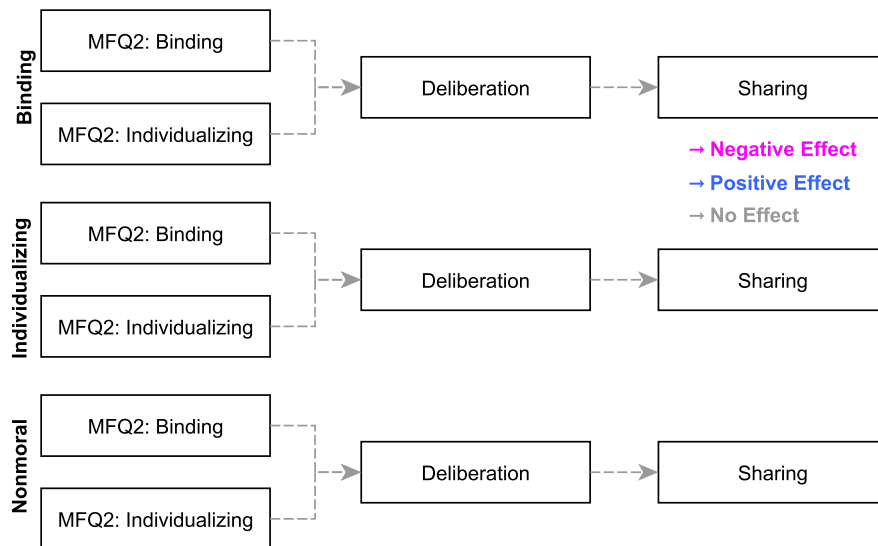 Binding
MFQ2: Binding
MFQ2: Individualizing
Deliberation
Sharing
→ Negative Effect
→ Positive Effect
→ No Effect
Individualizing
MFQ2: Binding
MFQ2: Individualizing
Deliberation
Sharing
Nonmoral
MFQ2: Binding
MFQ2: Individualizing
Deliberation
Sharing